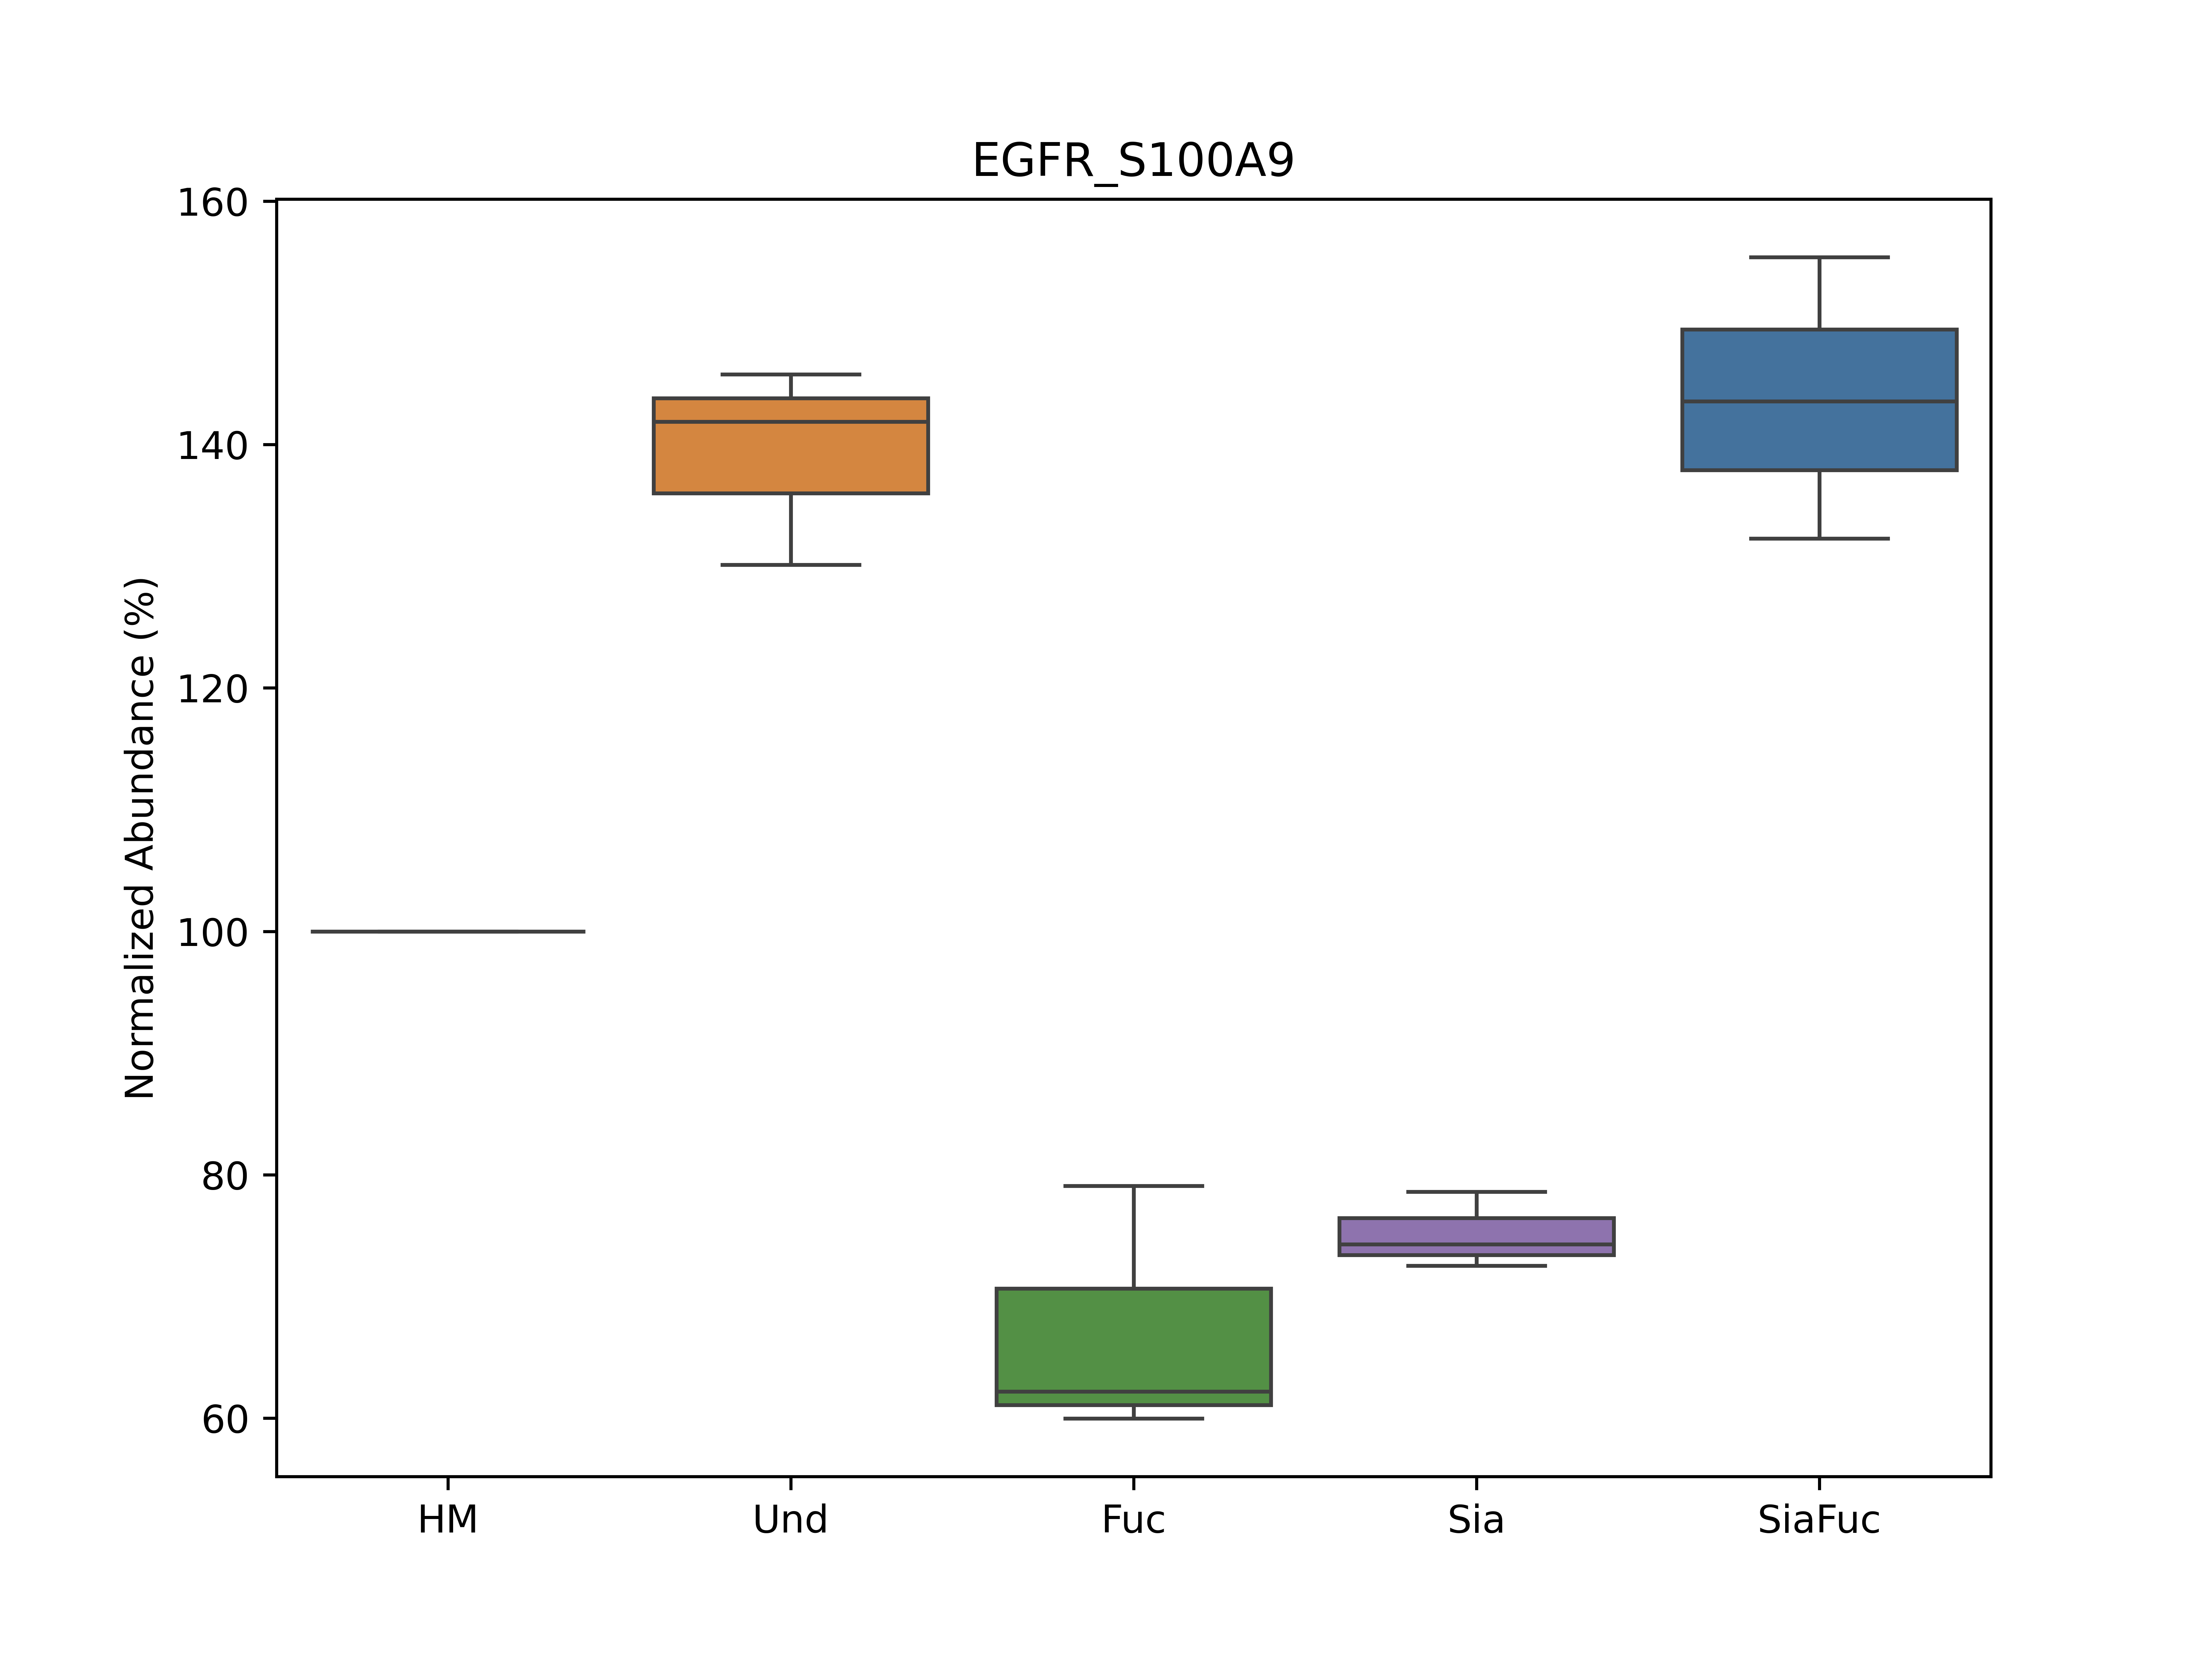 EGFR_S100A9
Normalized Abundance (%)
160
140
120
100
80
60
HM Und Fuc Sia SiaFuc